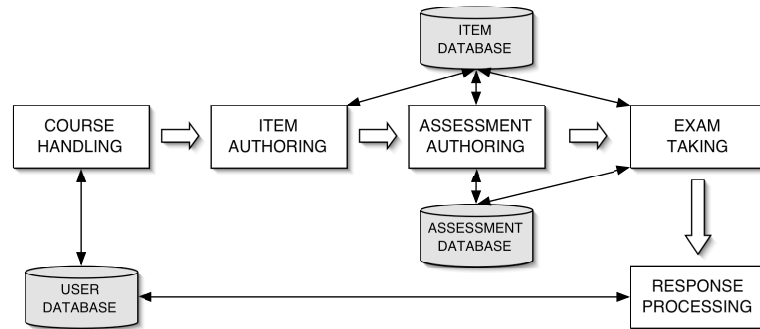 ITEM
DATABASE
COURSE
HANDLING
ITEM
AUTHORING
ASSESSMENT
AUTHORING
EXAM
TAKING
ASSESSMENT
DATABASE
USER
DATABASE
RESPONSE
PROCESSING